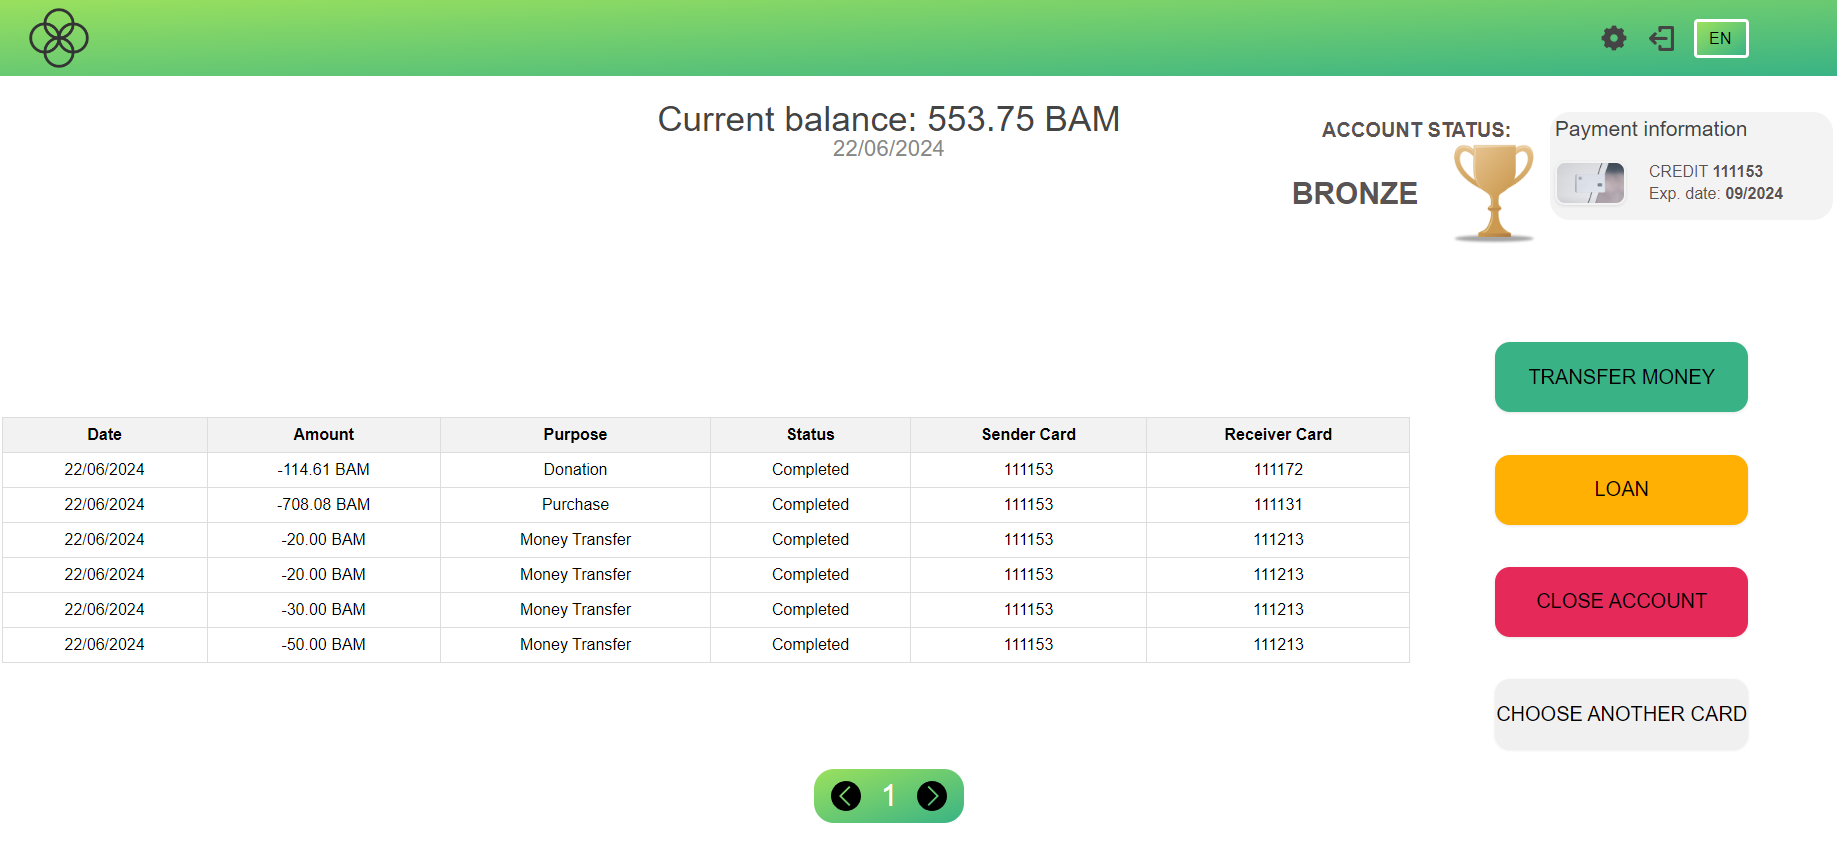 EN
Current balance: 553.75 BAM
22/06/2024
ACCOUNT STATUS:
BRONZE
Payment information
CREDIT 111153
Exp. date: 09/2024
TRANSFER MONEY
LOAN
CLOSE ACCOUNT
CHOOSE ANOTHER CARD
Date Amount Purpose Status Sender Card Receiver Card
22/06/2024 -114.61 BAM Donation Completed 111153 111172
22/06/2024 -708.08 BAM Purchase Completed 111153 111131
22/06/2024 -20.00 BAM Money Transfer Completed 111153 111213
22/06/2024 -20.00 BAM Money Transfer Completed 111153 111213
22/06/2024 -30.00 BAM Money Transfer Completed 111153 111213
22/06/2024 -50.00 BAM Money Transfer Completed 111153 111213
1